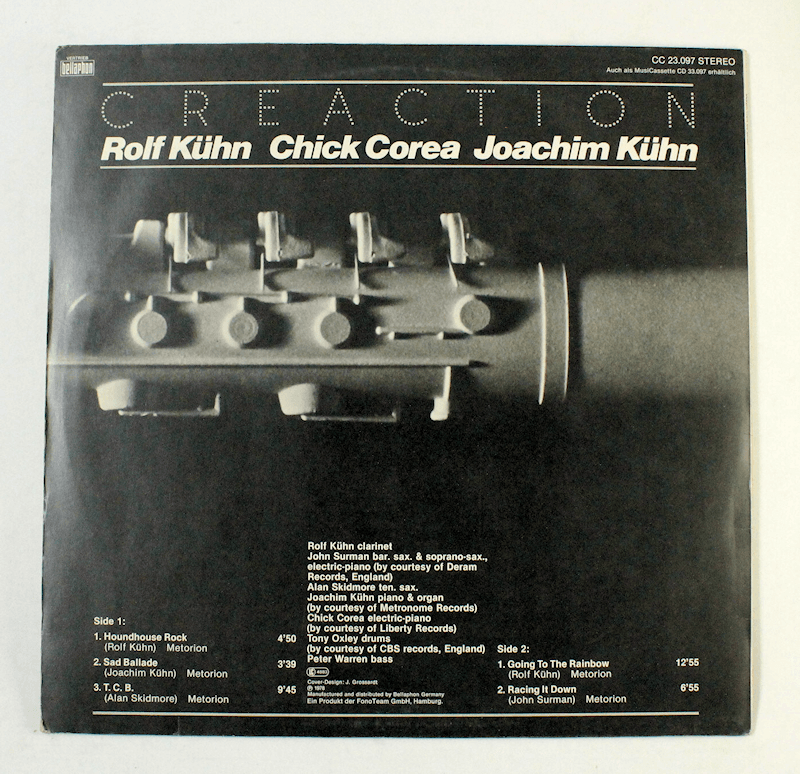 VERTRIEB
bellaphon
CC 23.097 STEREO
Auch als MusiCassette CD 33.097 erhältlich
CREACTION
Rolf Kühn Chick Corea Joachim Kühn
Rolf Kühn clarinet
John Surman bar. sax. & soprano-sax.,
electric-piano (by courtesy of Deram
Records, England)
Alan Skidmore ten. sax.
Joachim Kühn piano & organ
(by courtesy of Metronome Records)
Chick Corea electric-piano
(by courtesy of Liberty Records)
Tony Oxley drums
(by courtesy of CBS records, England)
Peter Warren bass
LC 4083
Cover-Design: J. Grossardt
Ⓟ 1978
Manufactured and distributed by Bellaphon Germany
Ein Produkt der FonoTeam GmbH, Hamburg.
Side 1:
1. Houndhouse Rock 4'50
(Rolf Kühn) Metorion
2. Sad Ballade 3'39
(Joachim Kühn) Metorion
3. T. C. B. 9'45
(Alan Skidmore) Metorion
Side 2:
1. Going To The Rainbow 12'55
(Rolf Kühn) Metorion
2. Racing It Down 6'55
(John Surman) Metorion